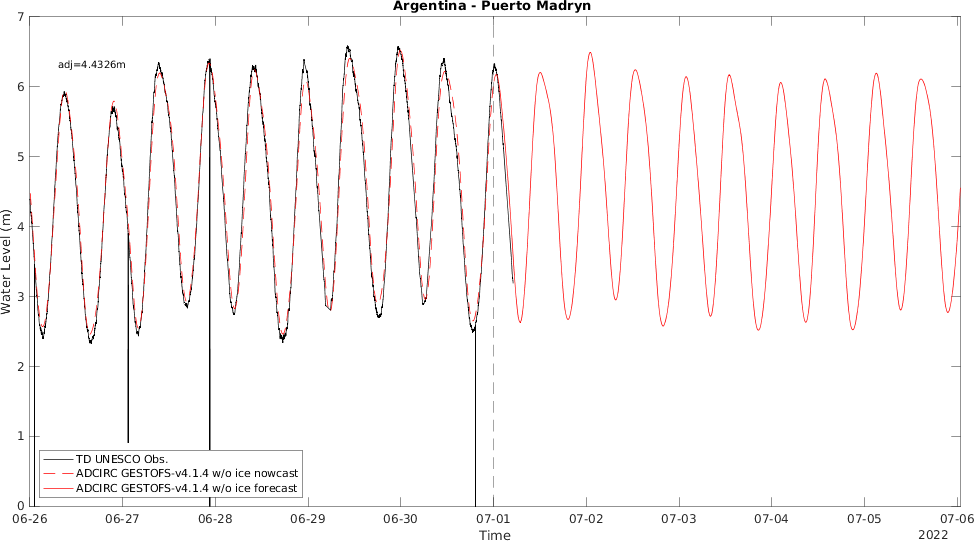 Argentina - Puerto Madryn
7
adj=4.4326m
6
5
4
3
2
1
0
Water Level (m)
TD UNESCO Obs.
ADCIRC GESTOFS-v4.1.4 w/o ice nowcast
ADCIRC GESTOFS-v4.1.4 w/o ice forecast
06-26 06-27 06-28 06-29 06-30 07-01 07-02 07-03 07-04 07-05 07-06
Time
2022